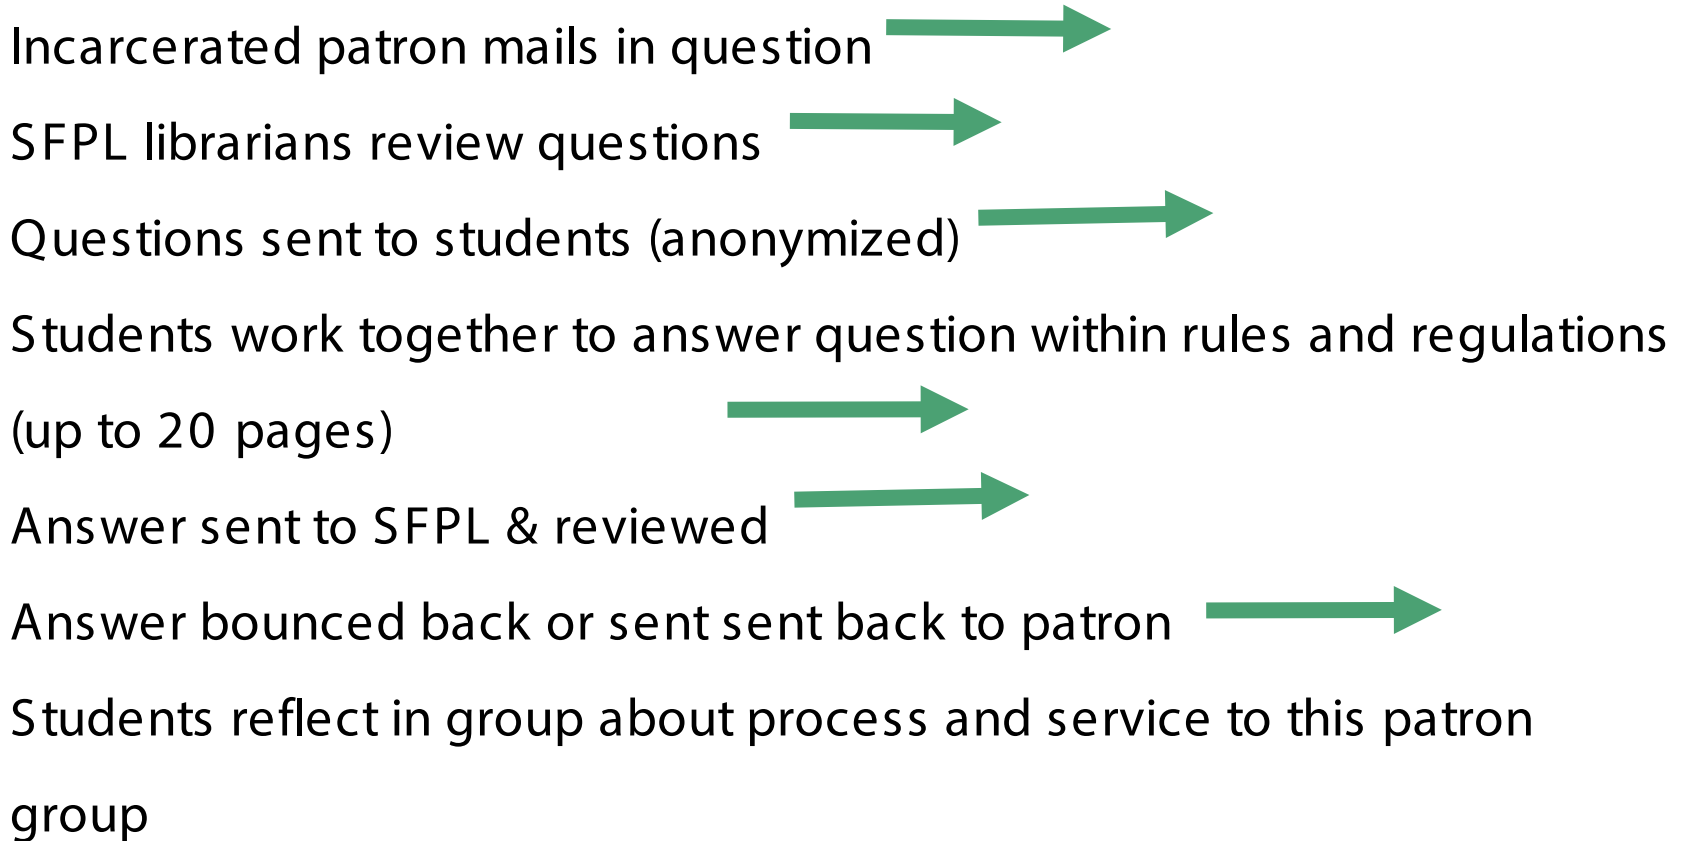 Incarcerated patron mails in question
SFPL librarians review questions
Questions sent to students (anonymized)
Students work together to answer question within rules and regulations
(up to 20 pages)
Answer sent to SFPL & reviewed
Answer bounced back or sent sent back to patron
Students reflect in group about process and service to this patron
group